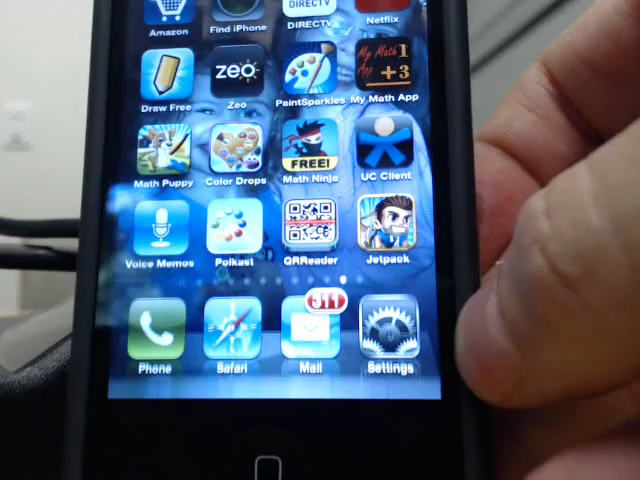 DIRECTV
Amazon Find iPhone DIRECTV Netflix
zeo
My Math 1
App +3
Draw Free Zeo PaintSparkles My Math App
FREE!
Math Puppy Color Drops Math Ninja UC Client
Voice Memos Polkast QRReader Jetpack
511
Phone Safari Mail Settings